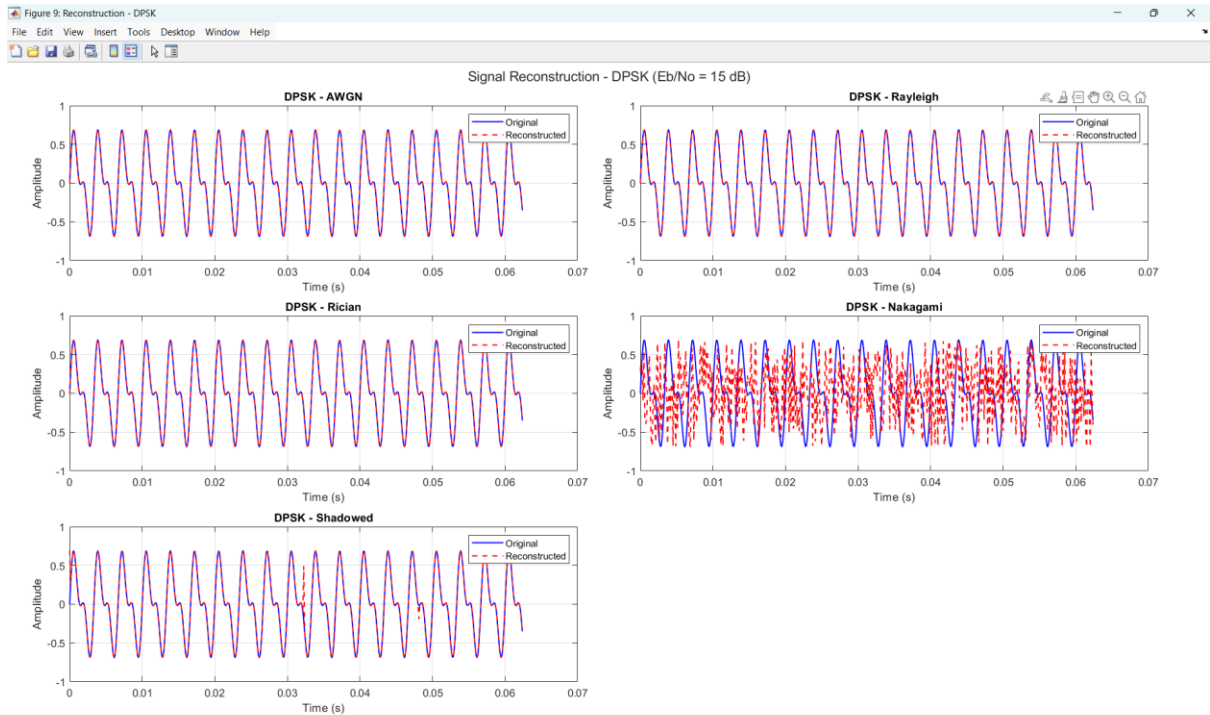 Figure 9: Reconstruction - DPSK
File Edit View Insert Tools Desktop Window Help
Signal Reconstruction - DPSK (Eb/No = 15 dB)
DPSK - AWGN
1
0.5
0
-0.5
-1
Amplitude
Original
Reconstructed
0 0.01 0.02 0.03 0.04 0.05 0.06 0.07
Time (s)
DPSK - Rayleigh
1
0.5
0
-0.5
-1
Amplitude
Original
Reconstructed
0 0.01 0.02 0.03 0.04 0.05 0.06 0.07
Time (s)
DPSK - Rician
1
0.5
0
-0.5
-1
Amplitude
Original
Reconstructed
0 0.01 0.02 0.03 0.04 0.05 0.06 0.07
Time (s)
DPSK - Nakagami
1
0.5
0
-0.5
-1
Amplitude
Original
Reconstructed
0 0.01 0.02 0.03 0.04 0.05 0.06 0.07
Time (s)
DPSK - Shadowed
1
0.5
0
-0.5
-1
Amplitude
Original
Reconstructed
0 0.01 0.02 0.03 0.04 0.05 0.06 0.07
Time (s)